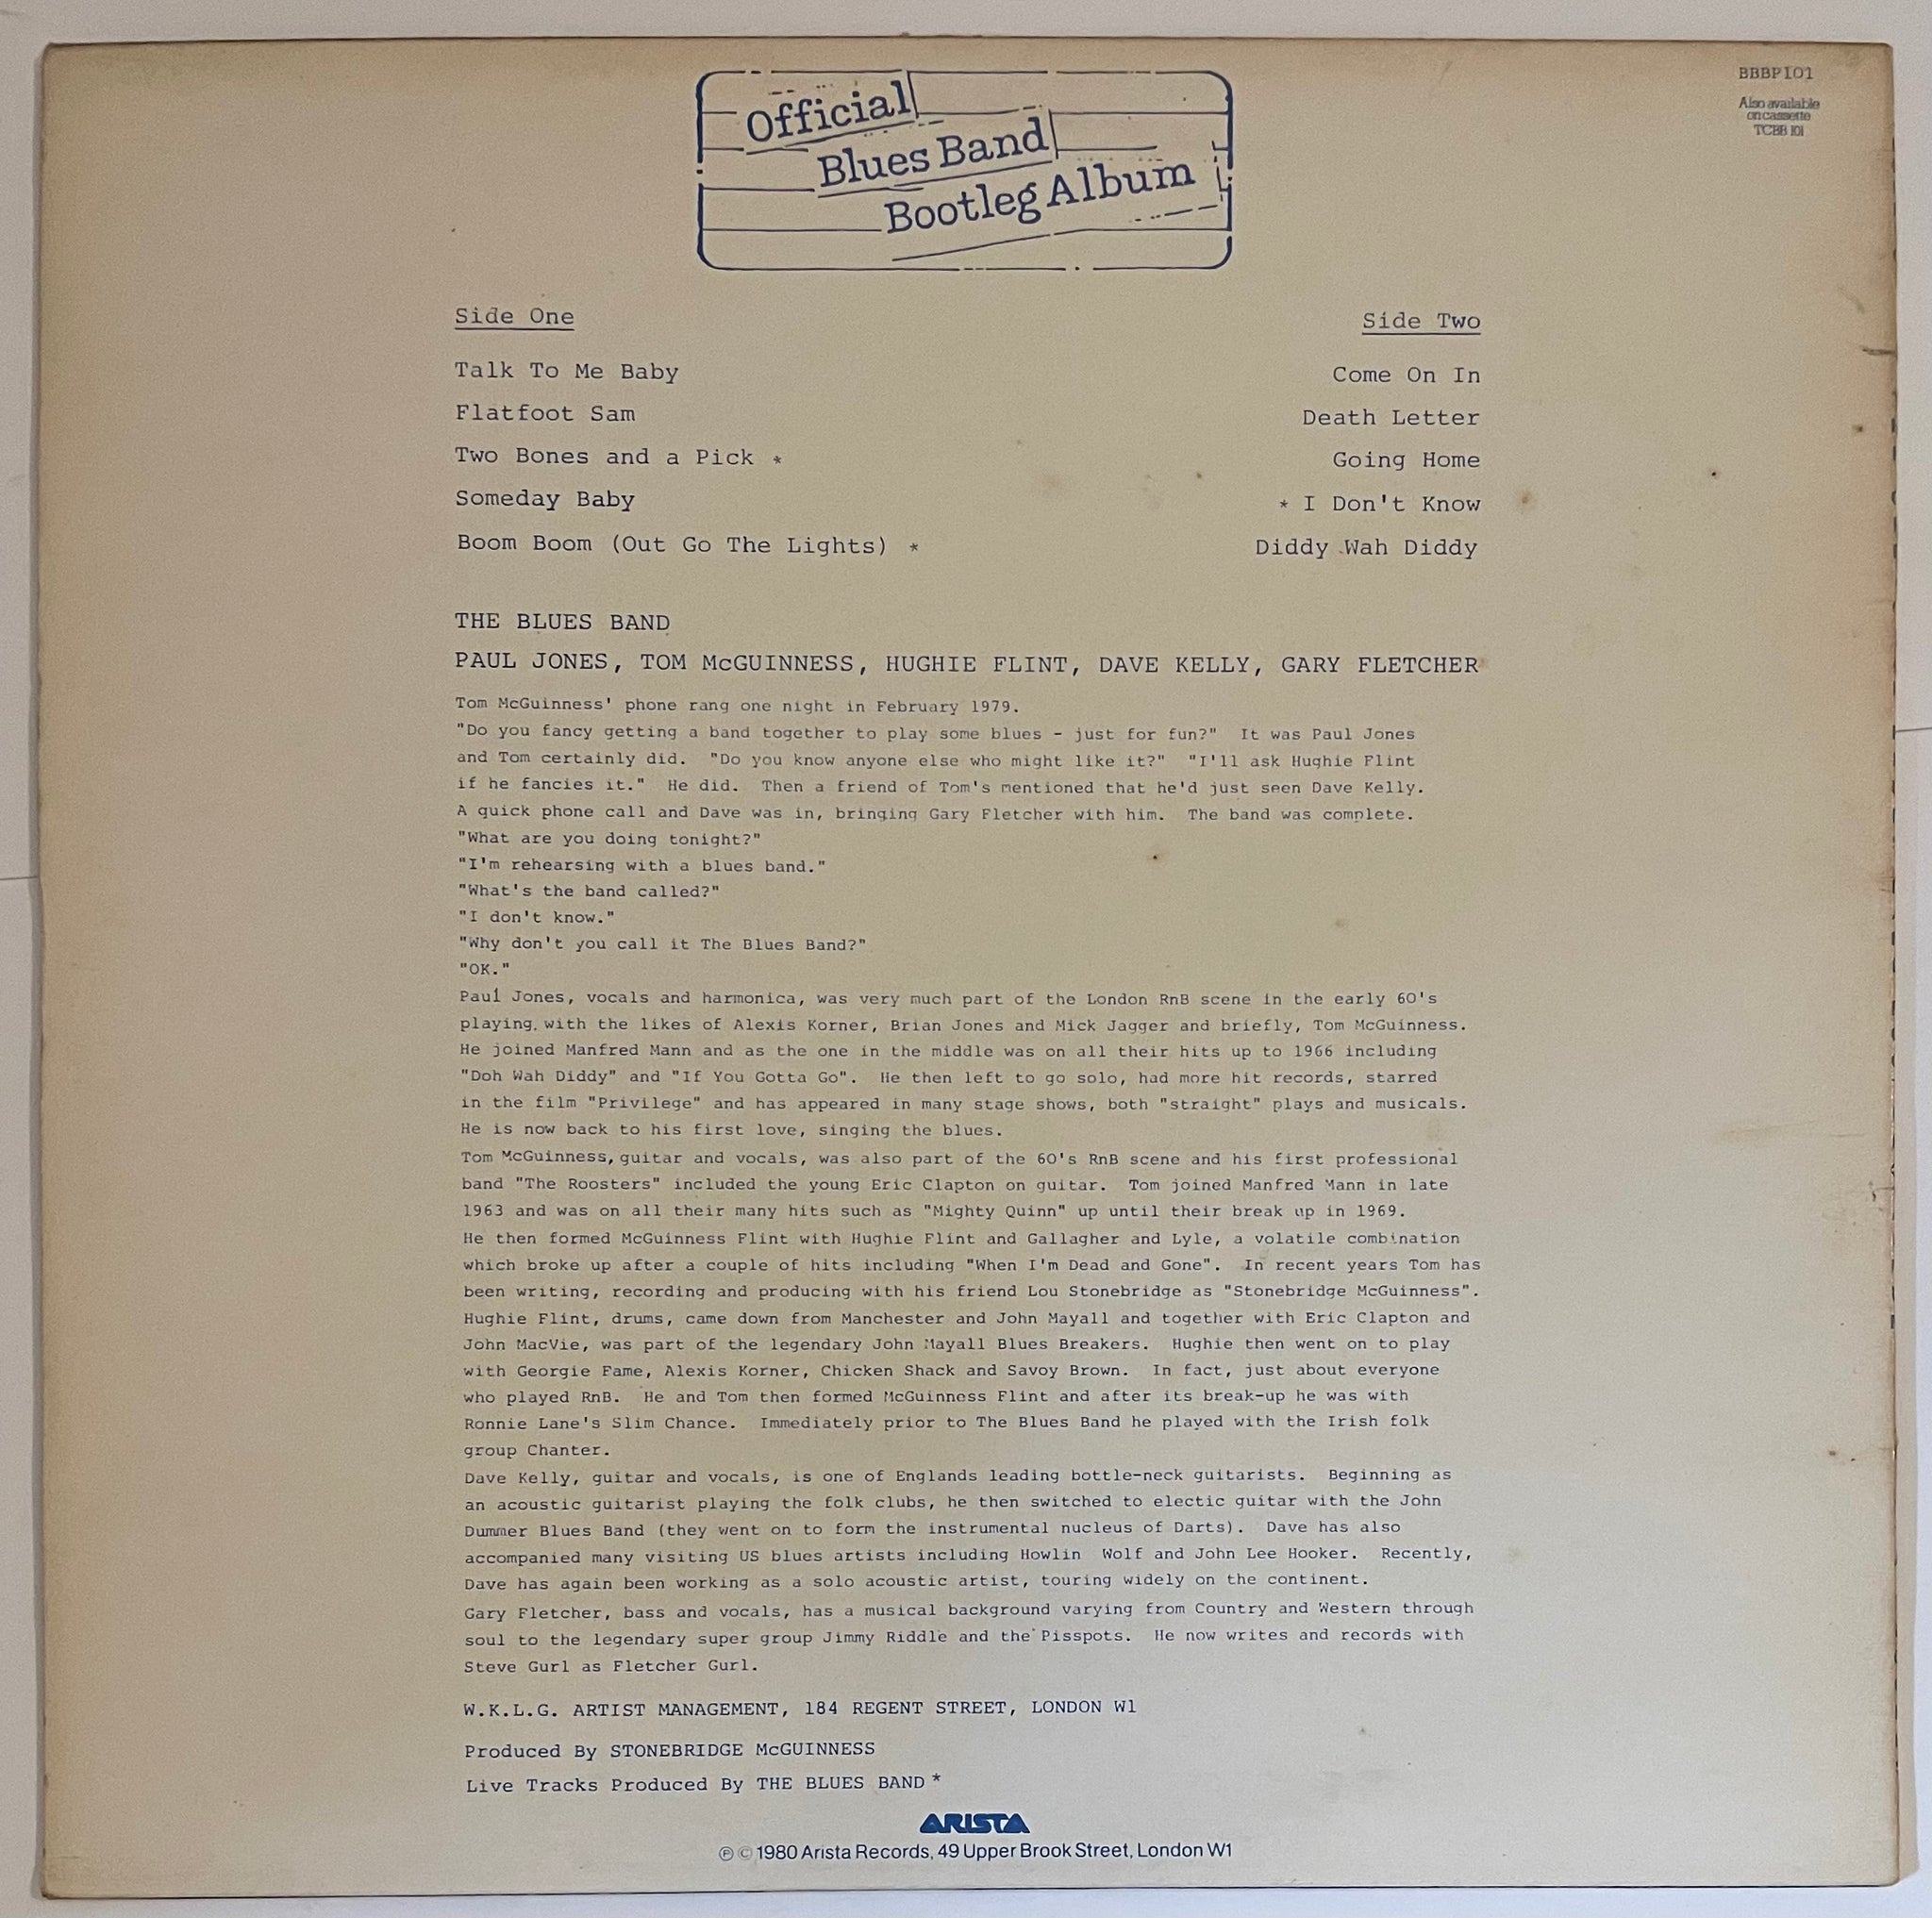 Official
Blues Band
Bootleg Album
BBBP101
Also available
on cassette
TCBB 101
Side One
Talk To Me Baby
Flatfoot Sam
Two Bones and a Pick *
Someday Baby
Boom Boom (Out Go The Lights) *
Side Two
Come On In
Death Letter
Going Home
* I Don't Know
Diddy Wah Diddy
THE BLUES BAND
PAUL JONES, TOM McGUINNESS, HUGHIE FLINT, DAVE KELLY, GARY FLETCHER
Tom McGuinness' phone rang one night in February 1979.
"Do you fancy getting a band together to play some blues - just for fun?" It was Paul Jones
and Tom certainly did. "Do you know anyone else who might like it?" "I'll ask Hughie Flint
if he fancies it." He did. Then a friend of Tom's mentioned that he'd just seen Dave Kelly.
A quick phone call and Dave was in, bringing Gary Fletcher with him. The band was complete.
"What are you doing tonight?"
"I'm rehearsing with a blues band."
"What's the band called?"
"I don't know."
"Why don't you call it The Blues Band?"
"OK."
Paul Jones, vocals and harmonica, was very much part of the London RnB scene in the early 60's
playing with the likes of Alexis Korner, Brian Jones and Mick Jagger and briefly, Tom McGuinness.
He joined Manfred Mann and as the one in the middle was on all their hits up to 1966 including
"Doh Wah Diddy" and "If You Gotta Go". He then left to go solo, had more hit records, starred
in the film "Privilege" and has appeared in many stage shows, both "straight" plays and musicals.
He is now back to his first love, singing the blues.
Tom McGuinness, guitar and vocals, was also part of the 60's RnB scene and his first professional
band "The Roosters" included the young Eric Clapton on guitar. Tom joined Manfred Mann in late
1963 and was on all their many hits such as "Mighty Quinn" up until their break up in 1969.
He then formed McGuinness Flint with Hughie Flint and Gallagher and Lyle, a volatile combination
which broke up after a couple of hits including "When I'm Dead and Gone". In recent years Tom has
been writing, recording and producing with his friend Lou Stonebridge as "Stonebridge McGuinness".
Hughie Flint, drums, came down from Manchester and John Mayall and together with Eric Clapton and
John MacVie, was part of the legendary John Mayall Blues Breakers. Hughie then went on to play
with Georgie Fame, Alexis Korner, Chicken Shack and Savoy Brown. In fact, just about everyone
who played RnB. He and Tom then formed McGuinness Flint and after its break-up he was with
Ronnie Lane's Slim Chance. Immediately prior to The Blues Band he played with the Irish folk
group Chanter.
Dave Kelly, guitar and vocals, is one of Englands leading bottle-neck guitarists. Beginning as
an acoustic guitarist playing the folk clubs, he then switched to electic guitar with the John
Dummer Blues Band (they went on to form the instrumental nucleus of Darts). Dave has also
accompanied many visiting US blues artists including Howlin Wolf and John Lee Hooker. Recently,
Dave has again been working as a solo acoustic artist, touring widely on the continent.
Gary Fletcher, bass and vocals, has a musical background varying from Country and Western through
soul to the legendary super group Jimmy Riddle and the Pisspots. He now writes and records with
Steve Gurl as Fletcher Gurl.
W.K.L.G. ARTIST MANAGEMENT, 184 REGENT STREET, LONDON W1
Produced By STONEBRIDGE McGUINNESS
Live Tracks Produced By THE BLUES BAND *
ARISTA
℗ © 1980 Arista Records, 49 Upper Brook Street, London W1